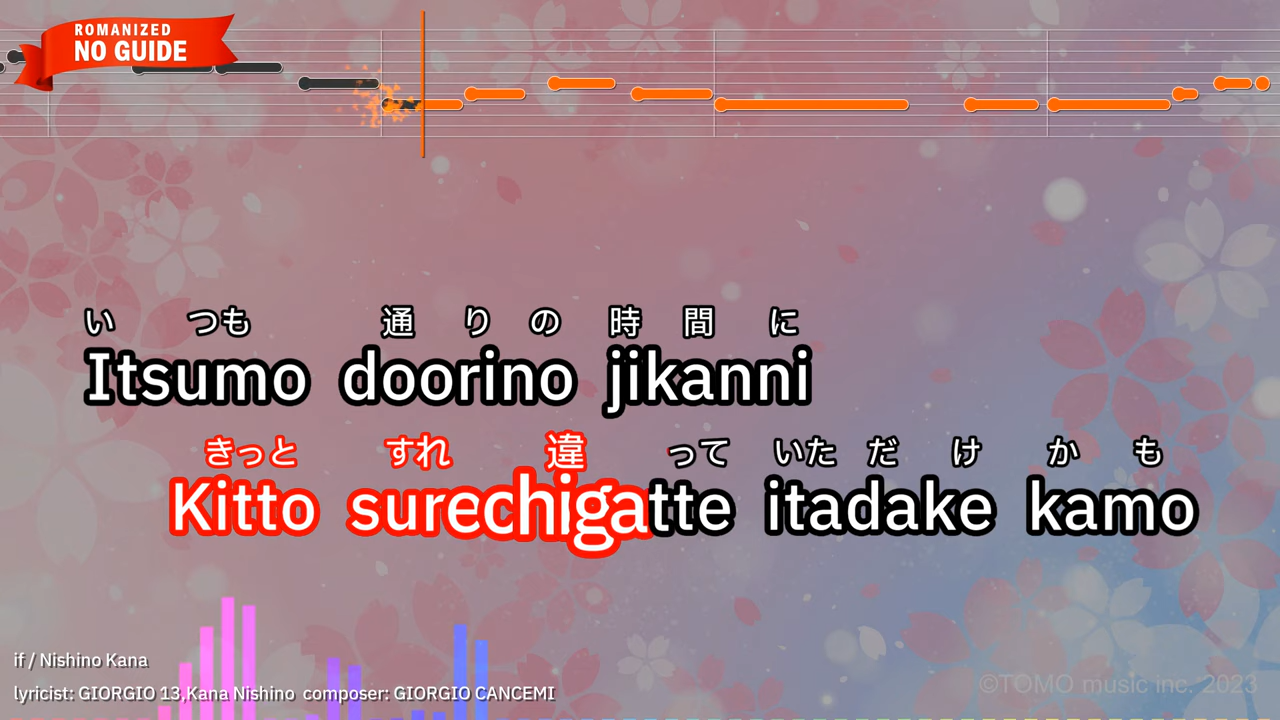 ROMANIZED
NO GUIDE
い つも 通 り の 時 間 に
Itsumo doorino jikanni
きっと すれ 違 って いた だ け か も
Kitto surechigatte itadake kamo
if / Nishino Kana
lyricist: GIORGIO 13,Kana Nishino composer: GIORGIO CANCEMI
©TOMO music inc. 2023